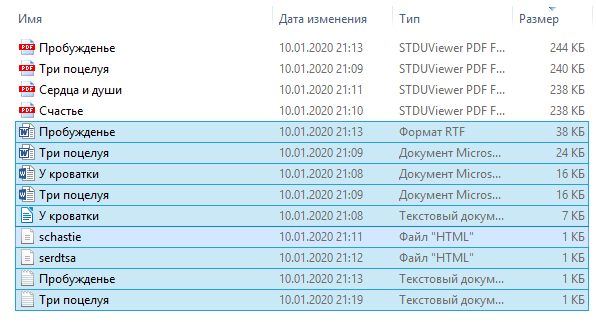 Имя Дата изменения Тип Размер
PDF Пробужденье 10.01.2020 21:13 STDUViewer PDF F... 244 КБ
PDF Три поцелуя 10.01.2020 21:09 STDUViewer PDF F... 240 КБ
PDF Сердца и души 10.01.2020 21:11 STDUViewer PDF F... 238 КБ
PDF Счастье 10.01.2020 21:10 STDUViewer PDF F... 238 КБ
W Пробужденье 10.01.2020 21:13 Формат RTF 38 КБ
W Три поцелуя 10.01.2020 21:09 Документ Micros... 24 КБ
W У кроватки 10.01.2020 21:08 Документ Micros... 16 КБ
W Три поцелуя 10.01.2020 21:09 Документ Micros... 16 КБ
У кроватки 10.01.2020 21:08 Текстовый докум... 7 КБ
schastie 10.01.2020 21:11 Файл "HTML" 1 КБ
serdtsa 10.01.2020 21:12 Файл "HTML" 1 КБ
Пробужденье 10.01.2020 21:13 Текстовый докум... 1 КБ
Три поцелуя 10.01.2020 21:19 Текстовый докум... 1 КБ